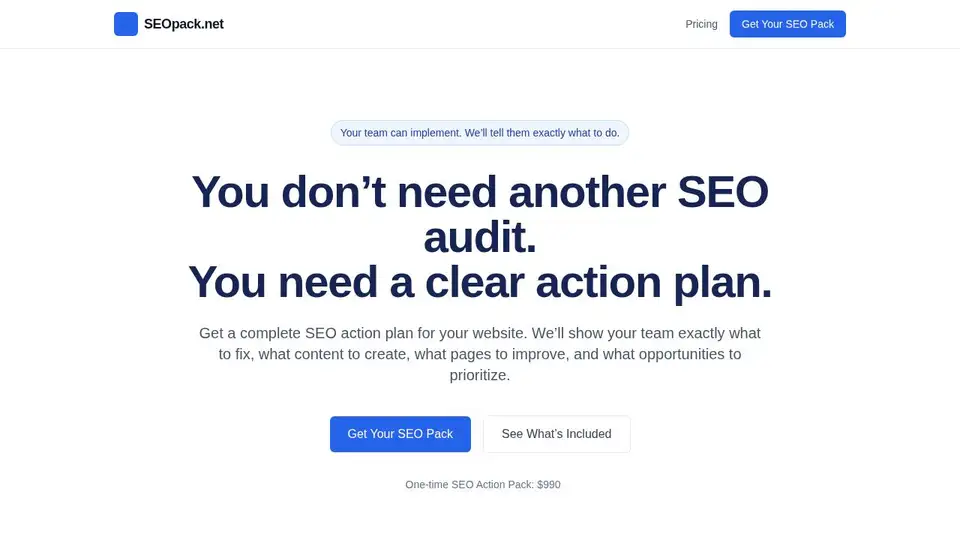 SEOpack.net
Pricing
Get Your SEO Pack
Your team can implement. We’ll tell them exactly what to do.
You don’t need another SEO
audit.
You need a clear action plan.
Get a complete SEO action plan for your website. We’ll show your team exactly what
to fix, what content to create, what pages to improve, and what opportunities to
prioritize.
Get Your SEO Pack
See What’s Included
One-time SEO Action Pack: $990